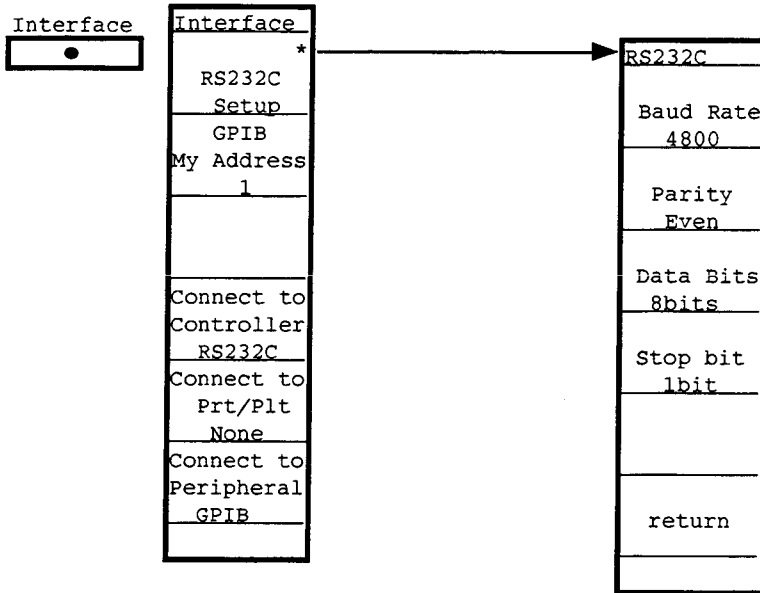 Interface
Interface
*
RS232C
Setup
GPIB
My Address
1
Connect to
Controller
RS232C
Connect to
Prt/Plt
None
Connect to
Peripheral
GPIB
RS232C
Baud Rate
4800
Parity
Even
Data Bits
8bits
Stop bit
1bit
return